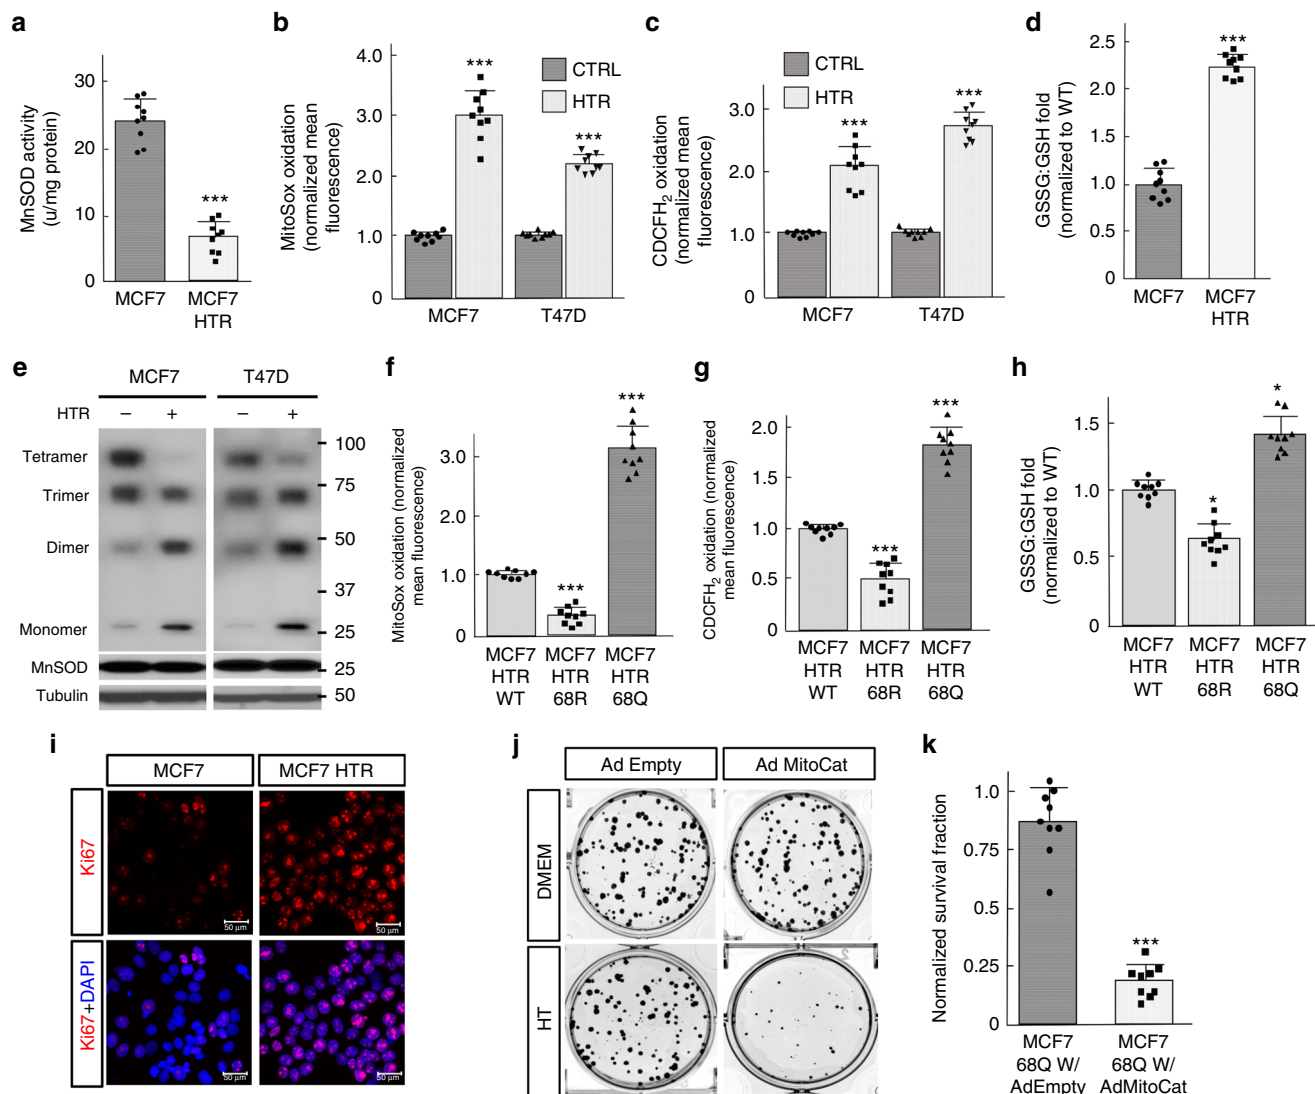 a
MnSOD activity
(u/mg protein)
30
20
10
0
***
MCF7
MCF7
HTR
b
MitoSox oxidation
(normalized mean
fluorescence)
4.0
3.0
2.0
1.0
0
***
***
CTRL
HTR
MCF7
T47D
c
CDCFH2 oxidation
(normalized mean
fluorescence)
3.0
2.0
1.0
0
***
***
CTRL
HTR
MCF7
T47D
d
GSSG:GSH fold
(normalized to WT)
2.5
2.0
1.5
1.0
0.5
0
***
MCF7
MCF7
HTR
e
MCF7
T47D
HTR
– + – +
Tetramer
Trimer
Dimer
Monomer
MnSOD
Tubulin
100
75
50
37
25
25
50
f
MitoSox oxidation (normalized
mean fluorescence)
3.0
2.0
1.0
0
***
***
MCF7
HTR
WT
MCF7
HTR
68R
MCF7
HTR
68Q
g
CDCFH2 oxidation (normalized
mean fluorescence)
2.0
1.5
1.0
0.5
0
***
***
MCF7
HTR
WT
MCF7
HTR
68R
MCF7
HTR
68Q
h
GSSG:GSH fold
(normalized to WT)
1.5
1.0
0.5
0
*
*
MCF7
HTR
WT
MCF7
HTR
68R
MCF7
HTR
68Q
i
MCF7
MCF7 HTR
Ki67
Ki67+DAPI
50 µm
50 µm
50 µm
50 µm
j
Ad Empty
Ad MitoCat
DMEM
HT
k
Normalized survival fraction
1.0
0.75
0.5
0.25
0
***
MCF7
68Q W/
AdEmpty
MCF7
68Q W/
AdMitoCat